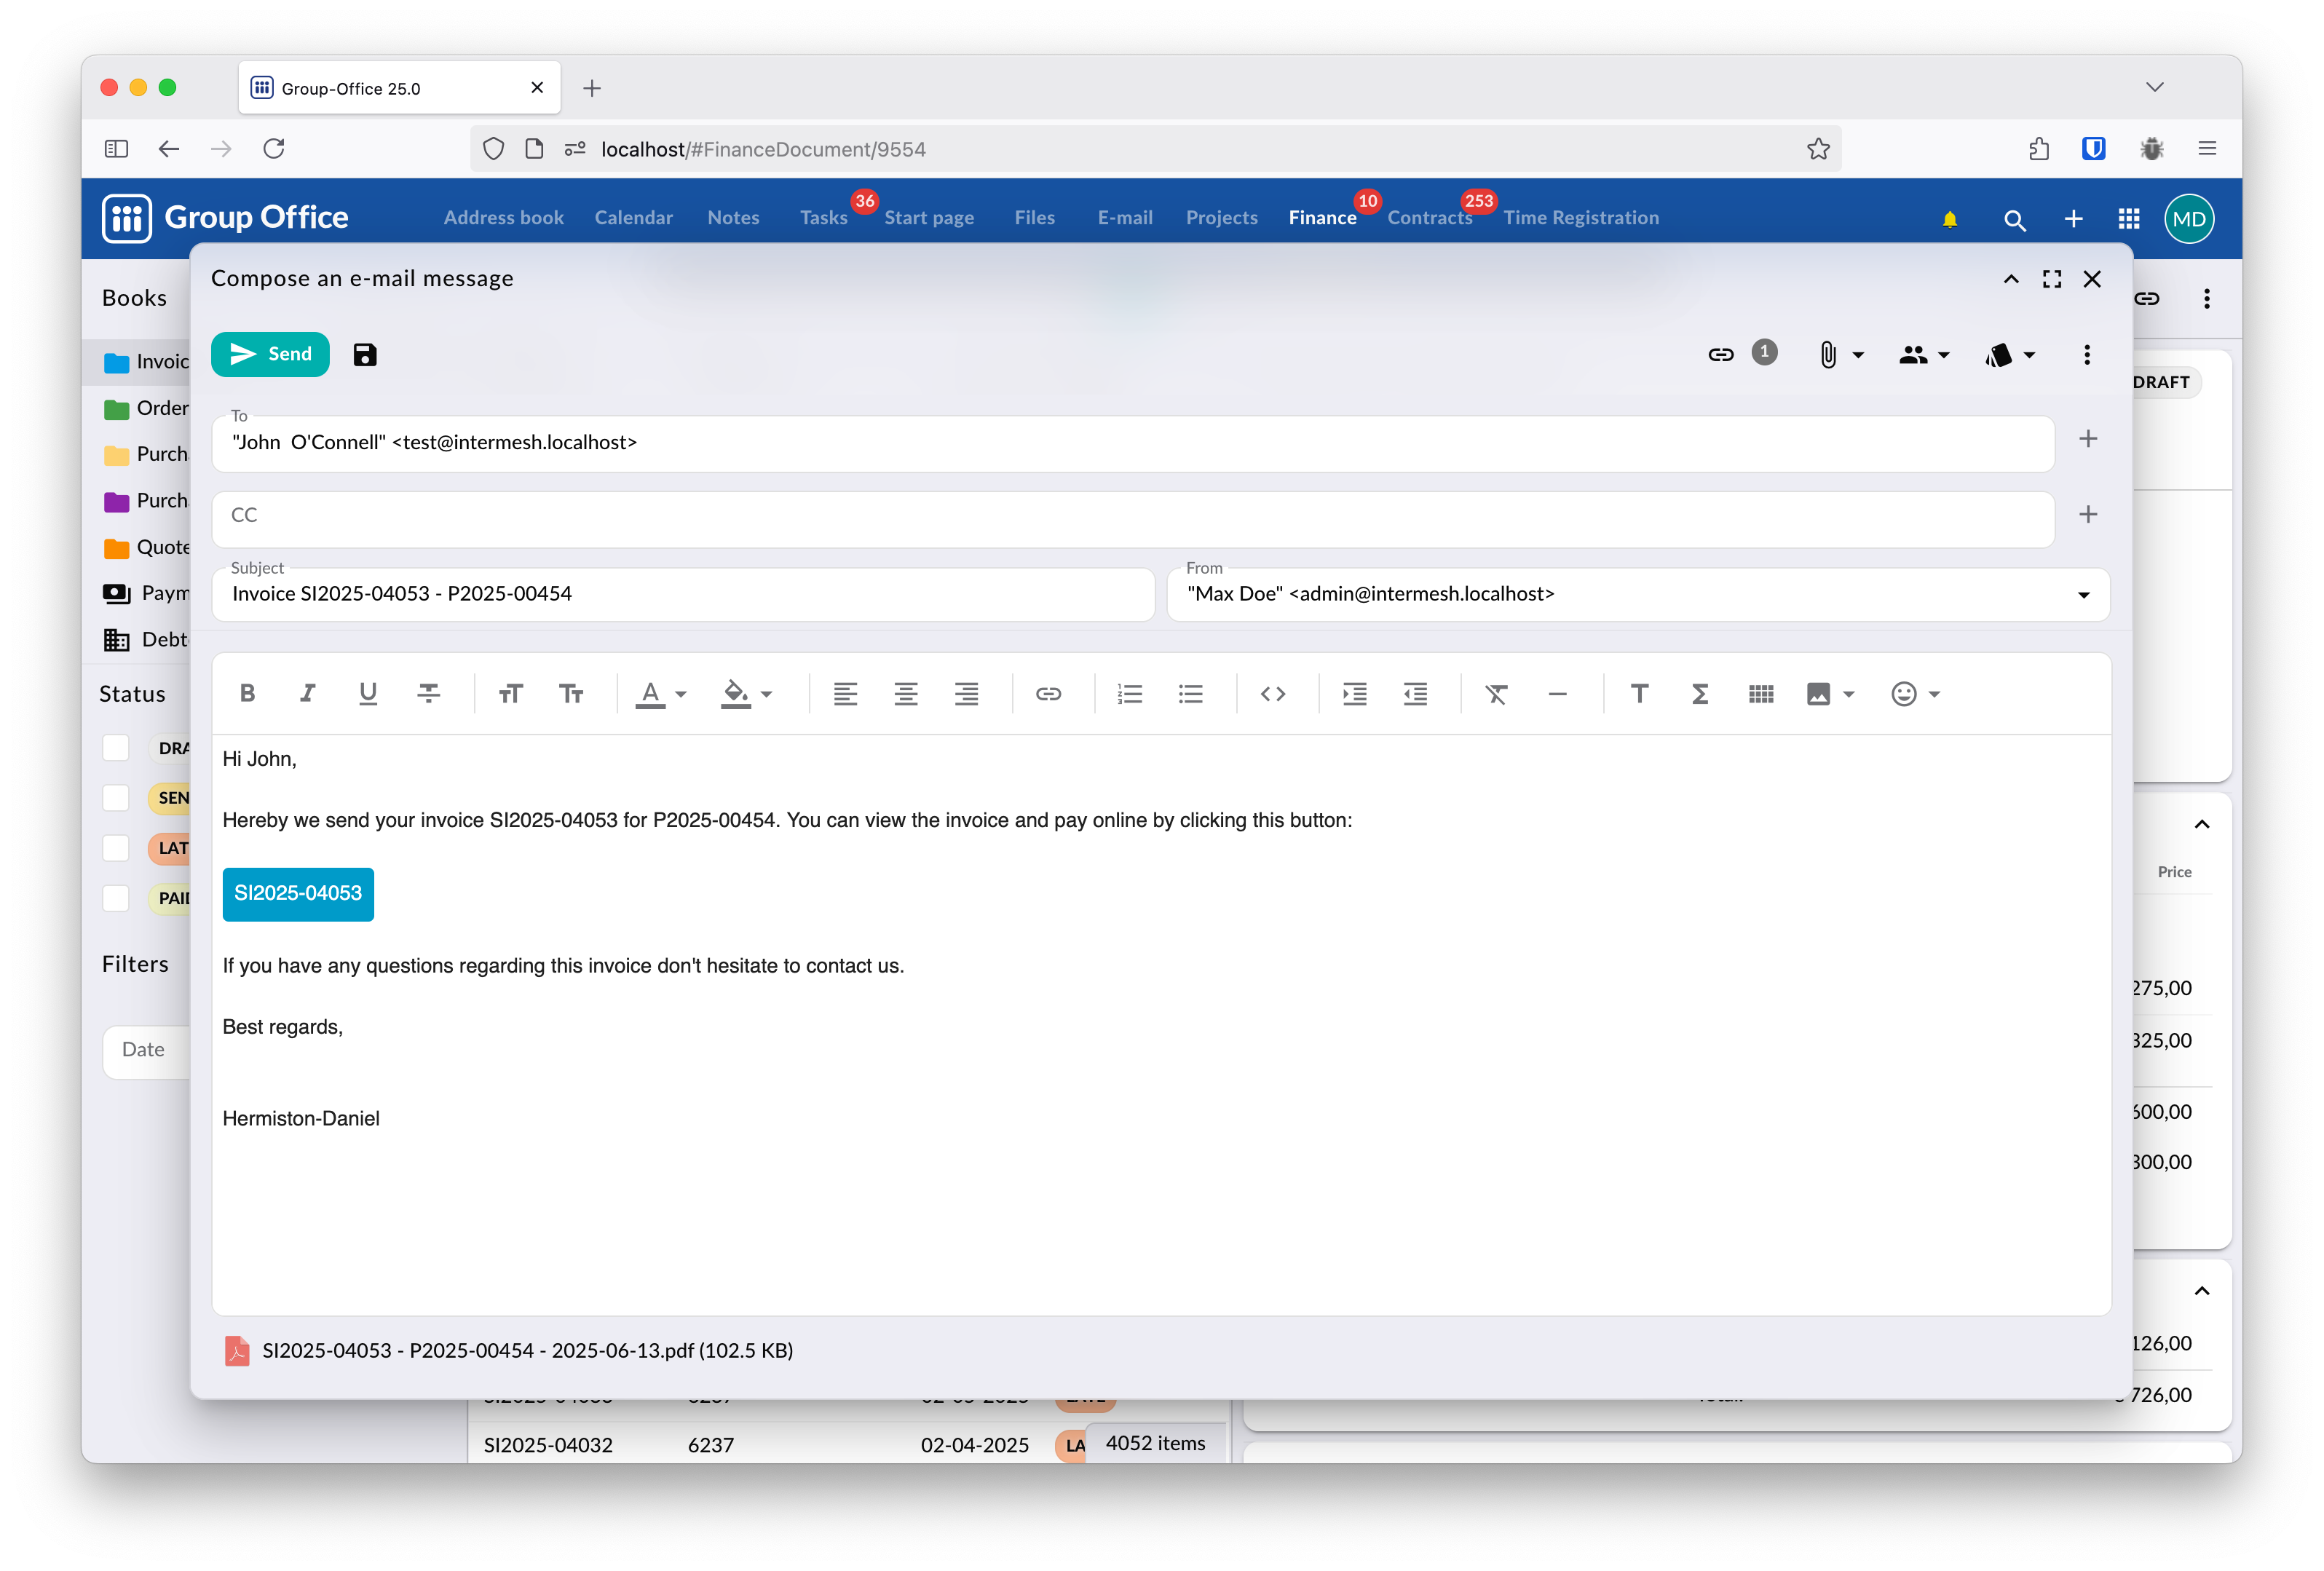 Group-Office 25.0
localhost/#FinanceDocument/9554
Group Office
Address book Calendar Notes Tasks 36 Start page Files E-mail Projects Finance 10 Contracts 253 Time Registration
MD
Books
Compose an e-mail message
Send
1
Invoic
DRAFT
Order
To
"John  O'Connell" <test@intermesh.localhost>
Purch
CC
Purch
Quote
Subject
Invoice SI2025-04053 - P2025-00454
From
"Max Doe" <admin@intermesh.localhost>
Paym
Debt
Status
DRA
SEN
LAT
PAI
Filters
Date
Hi John,
Hereby we send your invoice SI2025-04053 for P2025-00454. You can view the invoice and pay online by clicking this button:
SI2025-04053
If you have any questions regarding this invoice don't hesitate to contact us.
Best regards,
Hermiston-Daniel
Price
275,00
325,00
600,00
300,00
126,00
726,00
SI2025-04053 - P2025-00454 - 2025-06-13.pdf (102.5 KB)
SI2025-04032 6237 02-04-2025 LA
4052 items